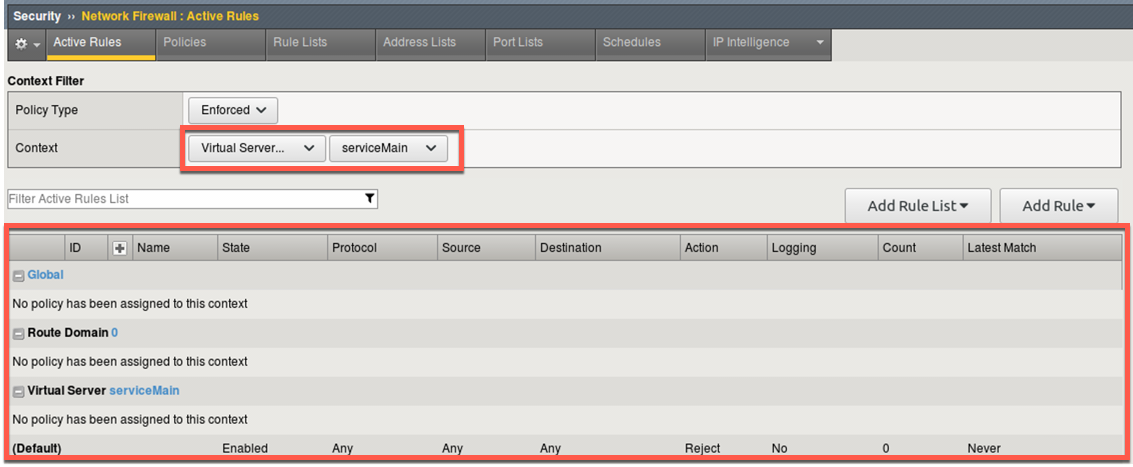 Security ›› Network Firewall : Active Rules
Active Rules Policies Rule Lists Address Lists Port Lists Schedules IP Intelligence
Context Filter
Policy Type Enforced
Context Virtual Server... serviceMain
Filter Active Rules List Add Rule List Add Rule
ID Name State Protocol Source Destination Action Logging Count Latest Match
Global
No policy has been assigned to this context
Route Domain 0
No policy has been assigned to this context
Virtual Server serviceMain
No policy has been assigned to this context
(Default) Enabled Any Any Any Reject No 0 Never